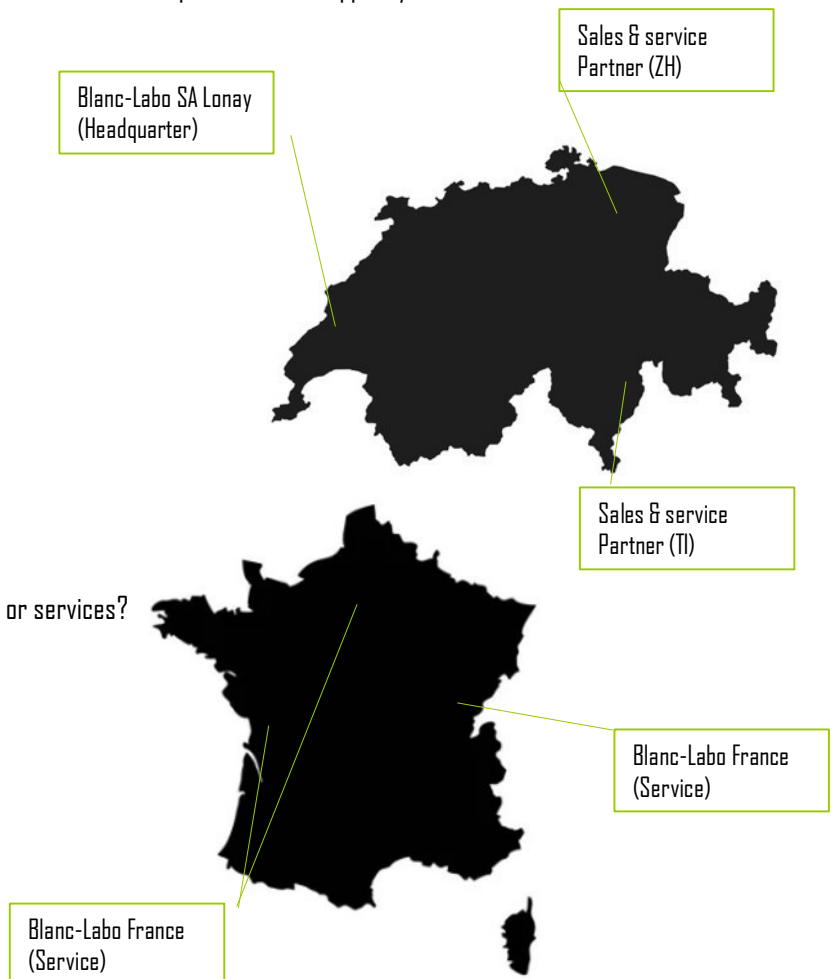 Sales & service
Partner (ZH)
Blanc-Labo SA Lonay
(Headquarter)
Sales & service
Partner (TI)
or services?
Blanc-Labo France
(Service)
Blanc-Labo France
(Service)